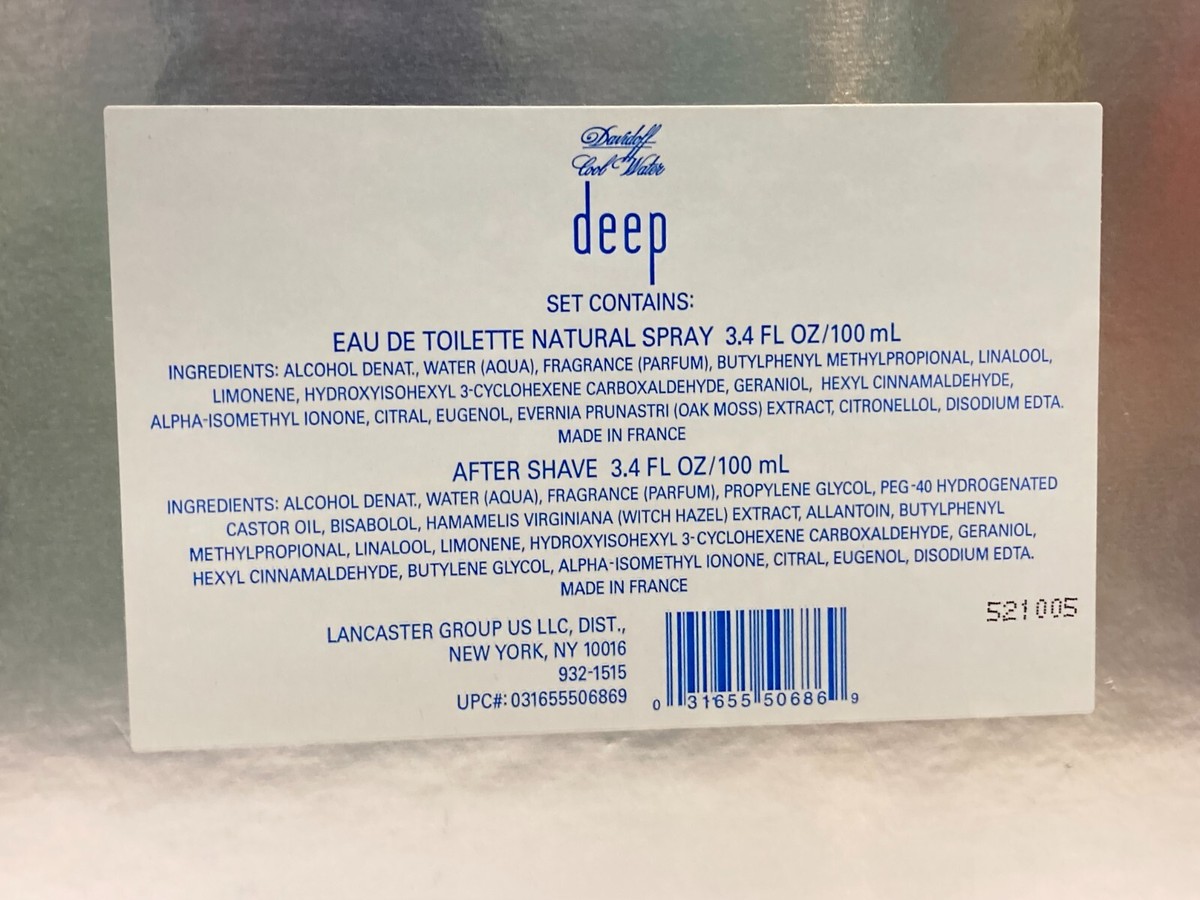 Davidoff
Cool Water
deep
SET CONTAINS:
EAU DE TOILETTE NATURAL SPRAY 3.4 FL OZ/100 mL
INGREDIENTS: ALCOHOL DENAT., WATER (AQUA), FRAGRANCE (PARFUM), BUTYLPHENYL METHYLPROPIONAL, LINALOOL,
LIMONENE, HYDROXYISOHEXYL 3-CYCLOHEXENE CARBOXALDEHYDE, GERANIOL, HEXYL CINNAMALDEHYDE,
ALPHA-ISOMETHYL IONONE, CITRAL, EUGENOL, EVERNIA PRUNASTRI (OAK MOSS) EXTRACT, CITRONELLOL, DISODIUM EDTA.
MADE IN FRANCE
AFTER SHAVE 3.4 FL OZ/100 mL
INGREDIENTS: ALCOHOL DENAT., WATER (AQUA), FRAGRANCE (PARFUM), PROPYLENE GLYCOL, PEG-40 HYDROGENATED
CASTOR OIL, BISABOLOL, HAMAMELIS VIRGINIANA (WITCH HAZEL) EXTRACT, ALLANTOIN, BUTYLPHENYL
METHYLPROPIONAL, LINALOOL, LIMONENE, HYDROXYISOHEXYL 3-CYCLOHEXENE CARBOXALDEHYDE, GERANIOL,
HEXYL CINNAMALDEHYDE, BUTYLENE GLYCOL, ALPHA-ISOMETHYL IONONE, CITRAL, EUGENOL, DISODIUM EDTA.
MADE IN FRANCE
LANCASTER GROUP US LLC, DIST.,
NEW YORK, NY 10016
932-1515
UPC#: 031655506869
0 31655 50686 9
521005